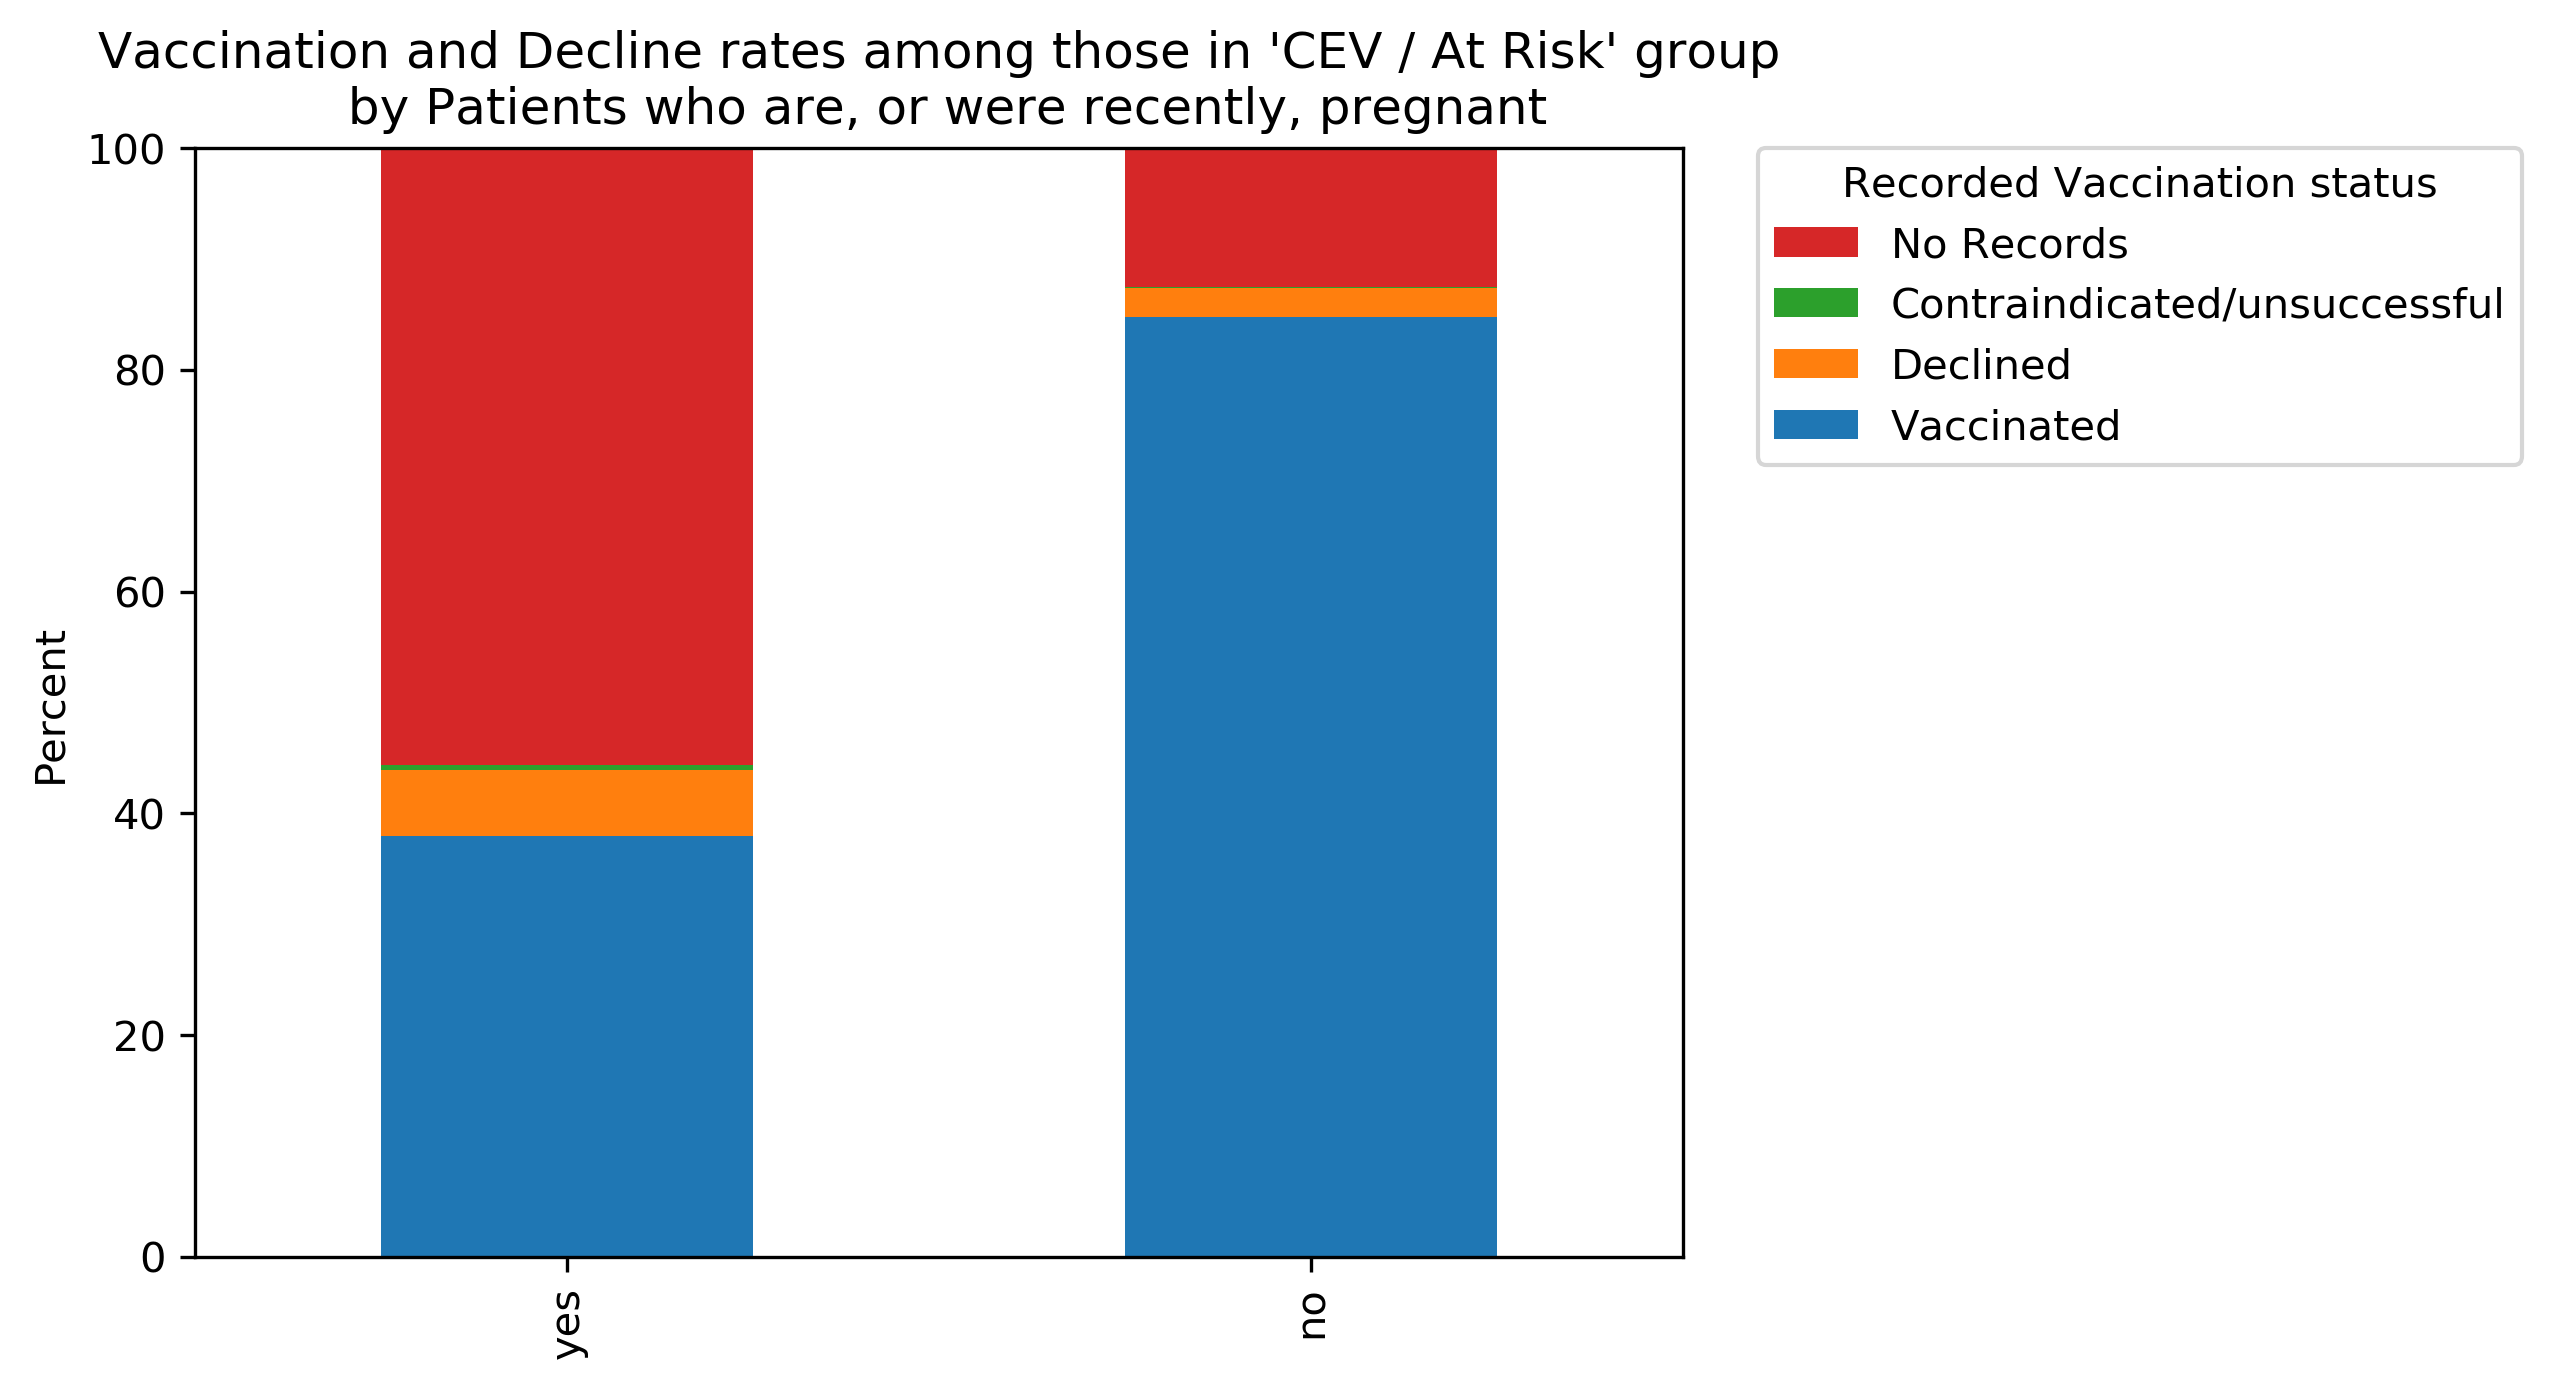 Vaccination and Decline rates among those in 'CEV / At Risk' group
by Patients who are, or were recently, pregnant
Percent
100
80
60
40
20
0
yes
no
Recorded Vaccination status
No Records
Contraindicated/unsuccessful
Declined
Vaccinated